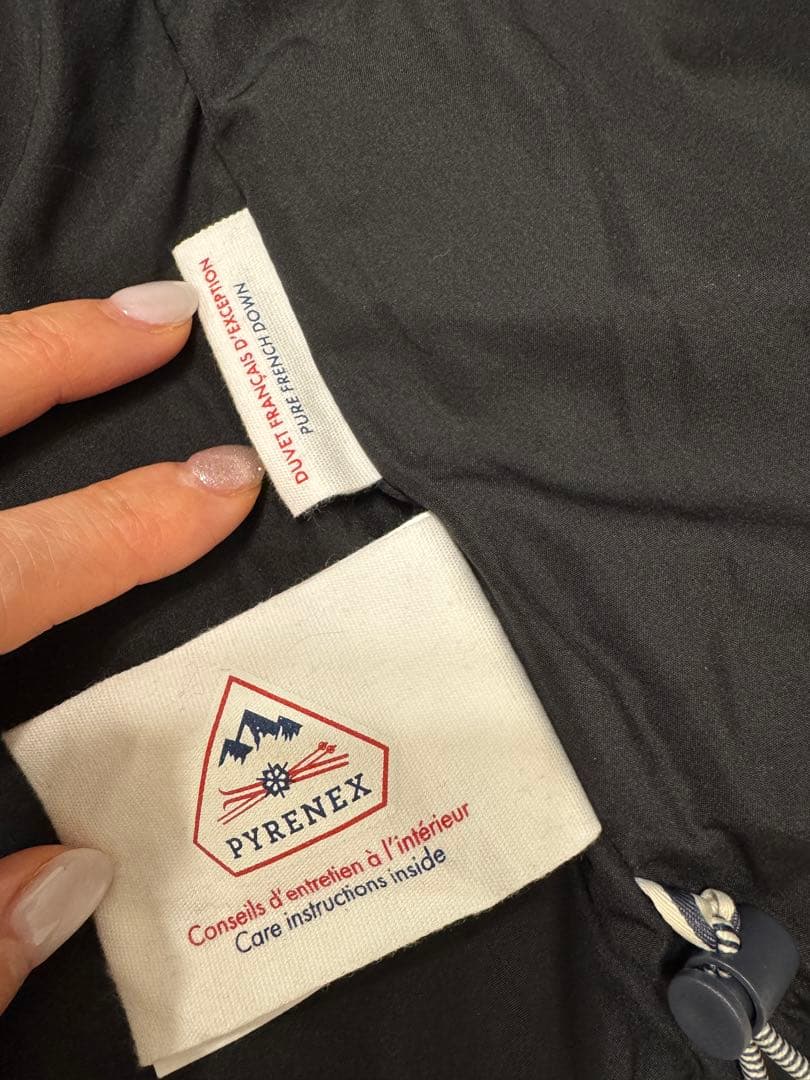 DUVET FRANÇAIS D'EXCEPTION
PURE FRENCH DOWN
PYRENEX
Conseils d'entretien à l'intérieur
Care instructions inside